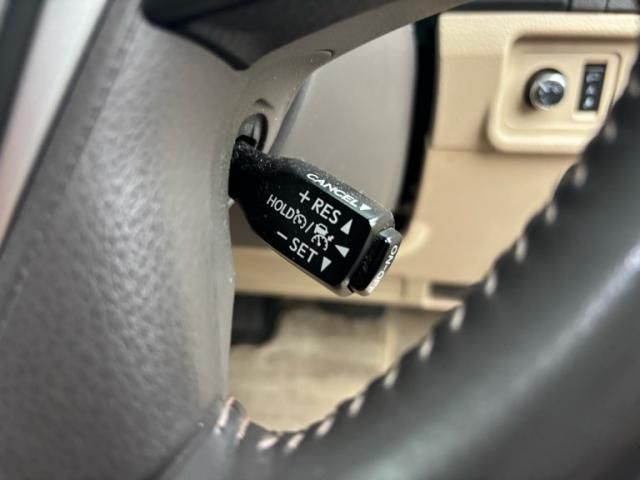 CANCEL
+ RES
HOLD /
− SET
ON-O